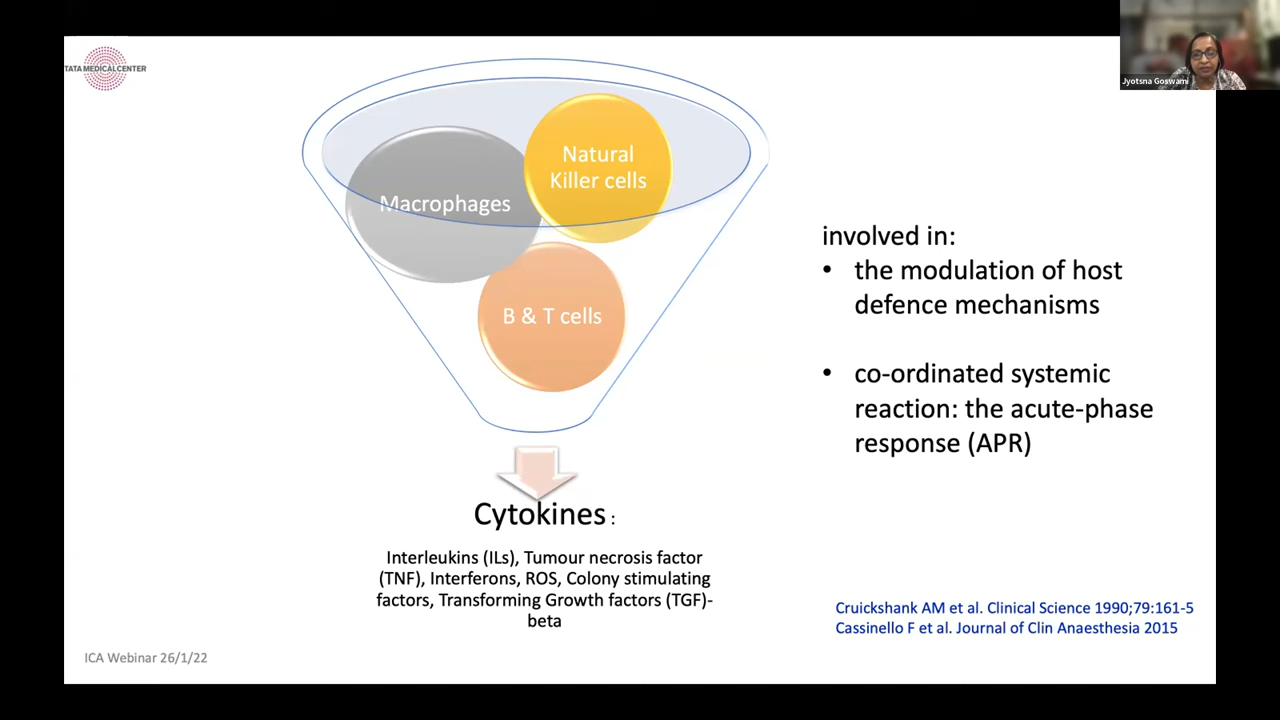 TATA MEDICAL CENTER
Jyotsna Goswami
Natural
Killer cells
Macrophages
B & T cells
involved in:
• the modulation of host
defence mechanisms
• co-ordinated systemic
reaction: the acute-phase
response (APR)
Cytokines :
Interleukins (ILs), Tumour necrosis factor
(TNF), Interferons, ROS, Colony stimulating
factors, Transforming Growth factors (TGF)-
beta
Cruickshank AM et al. Clinical Science 1990;79:161-5
Cassinello F et al. Journal of Clin Anaesthesia 2015
ICA Webinar 26/1/22